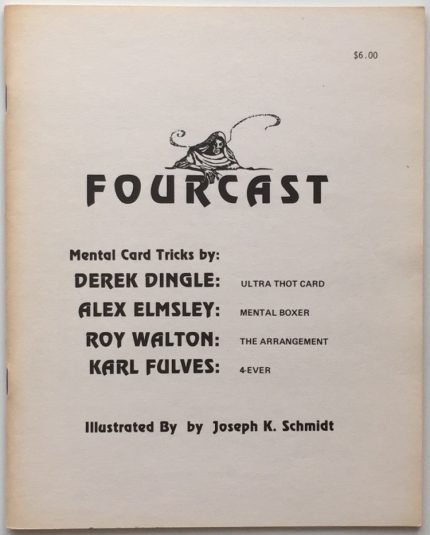 $6.00
FOURCAST
Mental Card Tricks by:
DEREK DINGLE: ULTRA THOT CARD
ALEX ELMSLEY: MENTAL BOXER
ROY WALTON: THE ARRANGEMENT
KARL FULVES: 4-EVER
Illustrated By by Joseph K. Schmidt